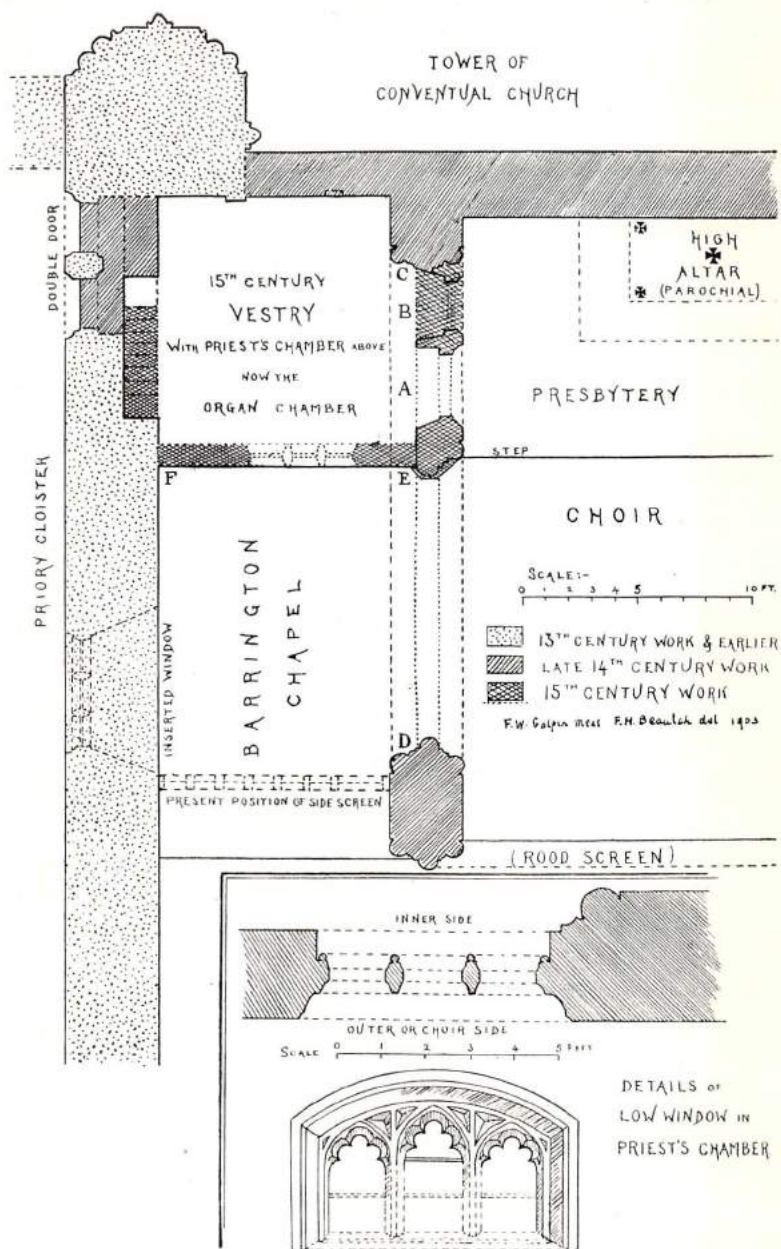 TOWER OF
CONVENTUAL CHURCH
DOUBLE DOOR
15TH CENTURY
VESTRY
WITH PRIEST'S CHAMBER ABOVE
NOW THE
ORGAN CHAMBER
C
B
A
HIGH
ALTAR
(PAROCHIAL)
PRESBYTERY
STEP
F
E
PRIORY CLOISTER
CHOIR
SCALE:-
0 1 2 3 4 5 10 FT.
13TH CENTURY WORK & EARLIER
LATE 14TH CENTURY WORK
15TH CENTURY WORK
F.W. Galpin mens F.H. del 1903
BARRINGTON
CHAPEL
INSERTED WINDOW
D
PRESENT POSITION OF SIDE SCREEN
(ROOD SCREEN)
INNER SIDE
OUTER OR CHOIR SIDE
SCALE 0 1 2 3 4 5 FEET
DETAILS OF
LOW WINDOW IN
PRIEST'S CHAMBER